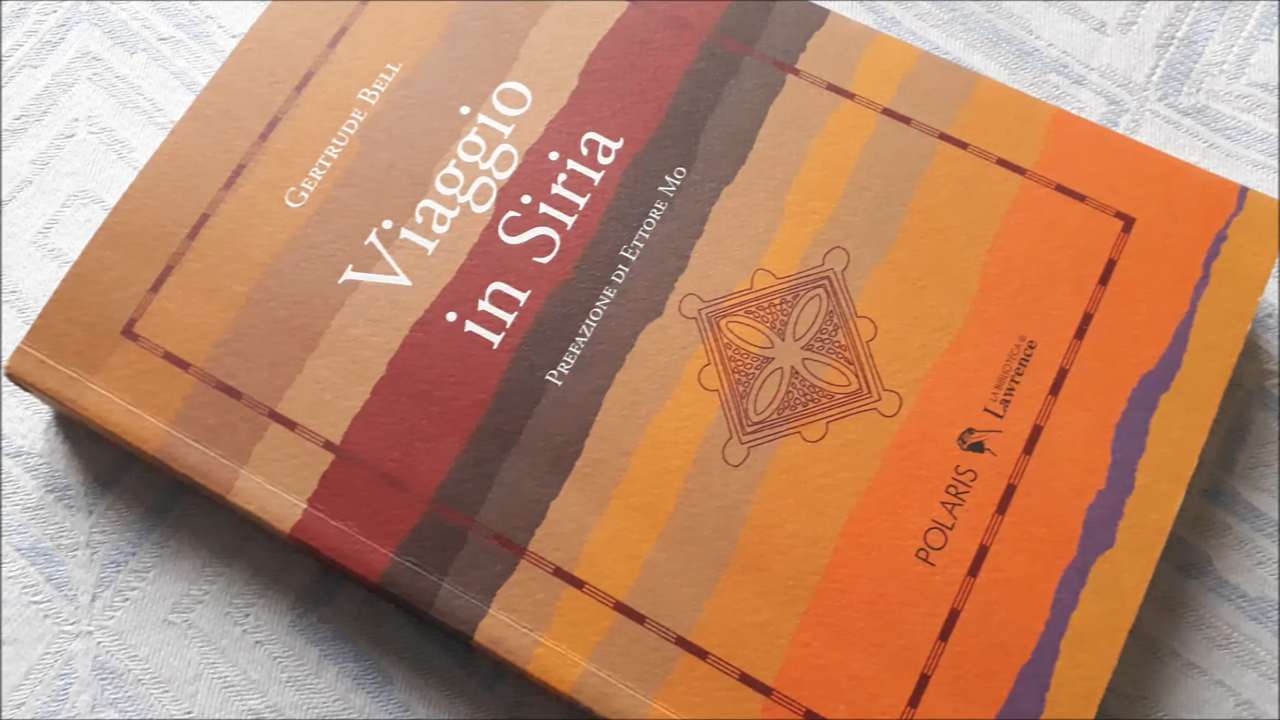 GERTRUDE BELL
Viaggio
in Siria
PREFAZIONE DI ETTORE MO
POLARIS
LA BIBLIOTECA di
Lawrence